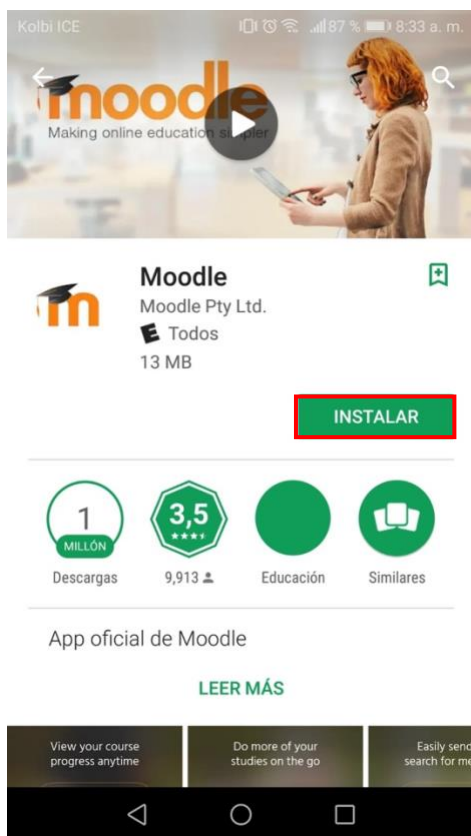 Kolbi ICE 87 % 8:33 a. m.
moodle
Making online education simpler
m
Moodle
Moodle Pty Ltd.
E Todos
13 MB
INSTALAR
1
MILLÓN
3,5
Descargas
9,913
Educación
Similares
App oficial de Moodle
LEER MÁS
View your course
progress anytime
Do more of your
studies on the go
Easily send
search for me